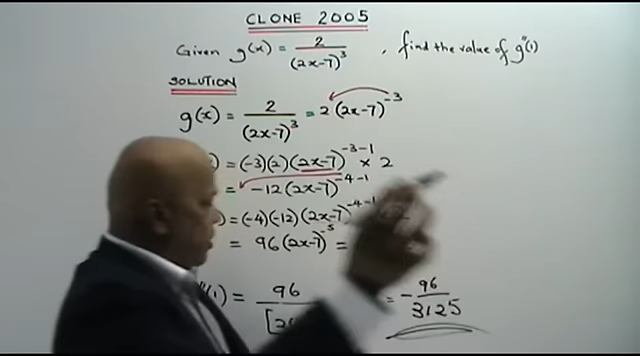 CLONE 2005
Given g(x) = 2/(2x-7)^3 , find the value of g"(1)
SOLUTION
g(x) = 2/(2x-7)^3 = 2(2x-7)^-3
) = (-3)(2)(2x-7)^-3-1 × 2
= -12(2x-7)^-4-1
) = (-4)(-12)(2x-7)^-4-1
= 96(2x-7)^-5 =
"(1) = 96/[2 = -96/3125